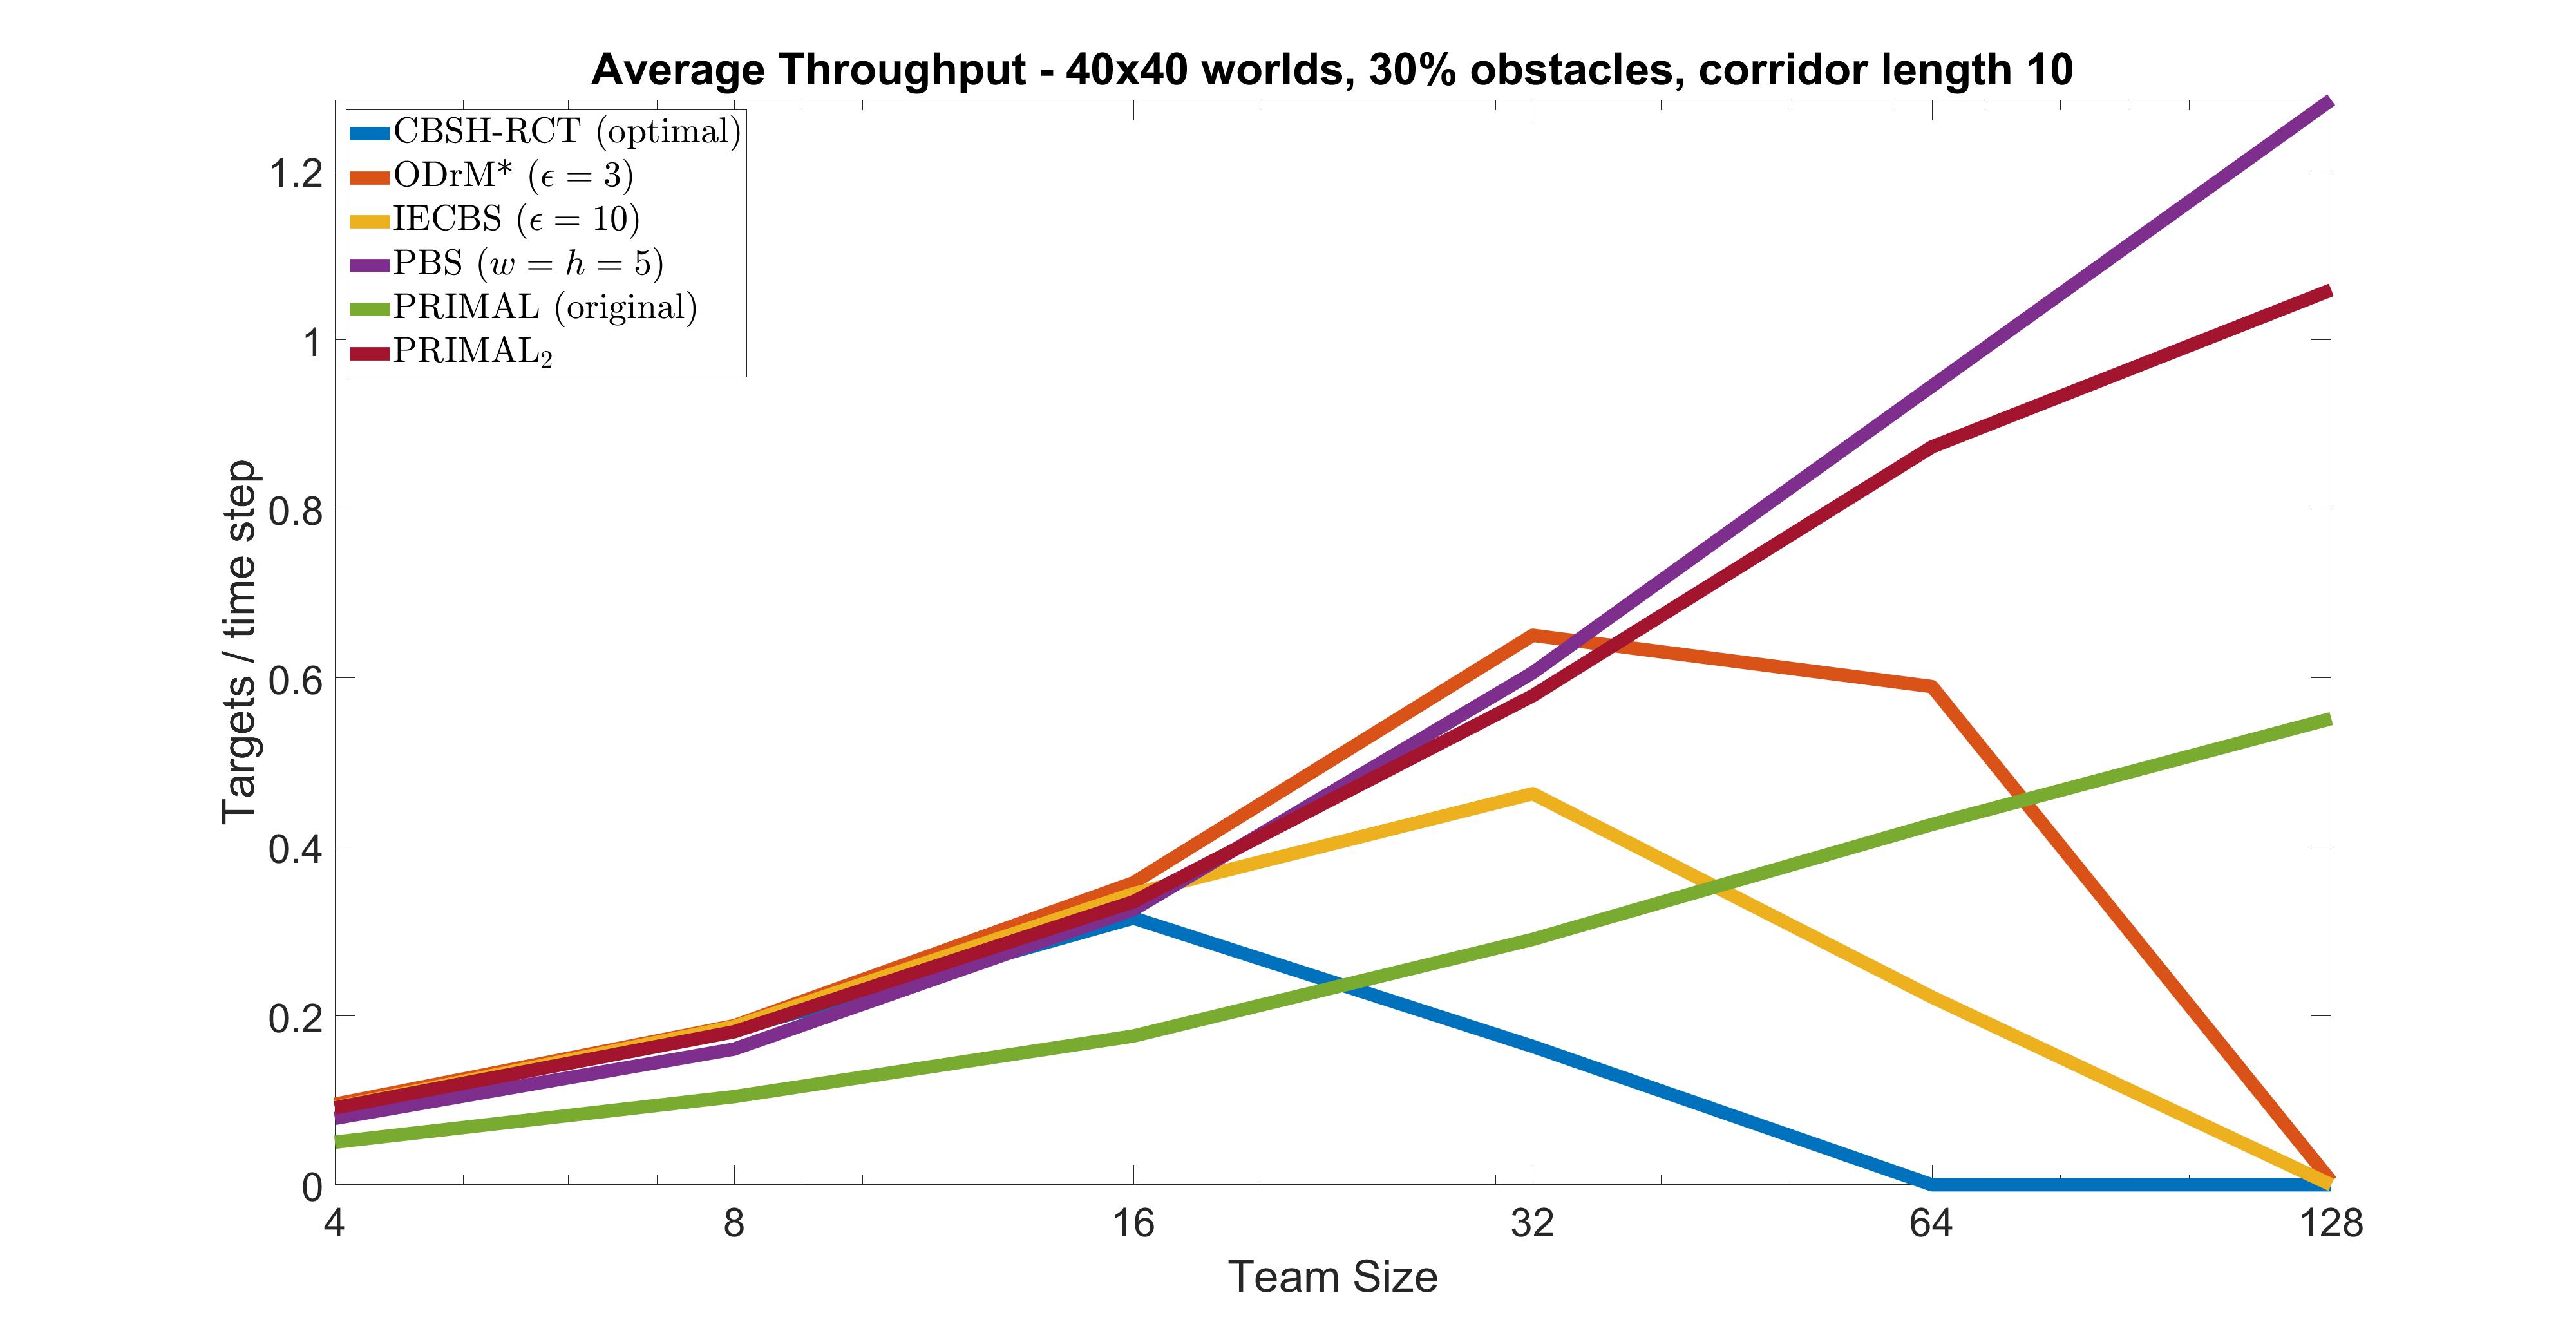 Average Throughput - 40x40 worlds, 30% obstacles, corridor length 10
CBSH-RCT (optimal)
ODrM* (ϵ = 3)
IECBS (ϵ = 10)
PBS (w = h = 5)
PRIMAL (original)
PRIMAL₂
1.2
1
0.8
0.6
0.4
0.2
0
Targets / time step
4 8 16 32 64 128
Team Size